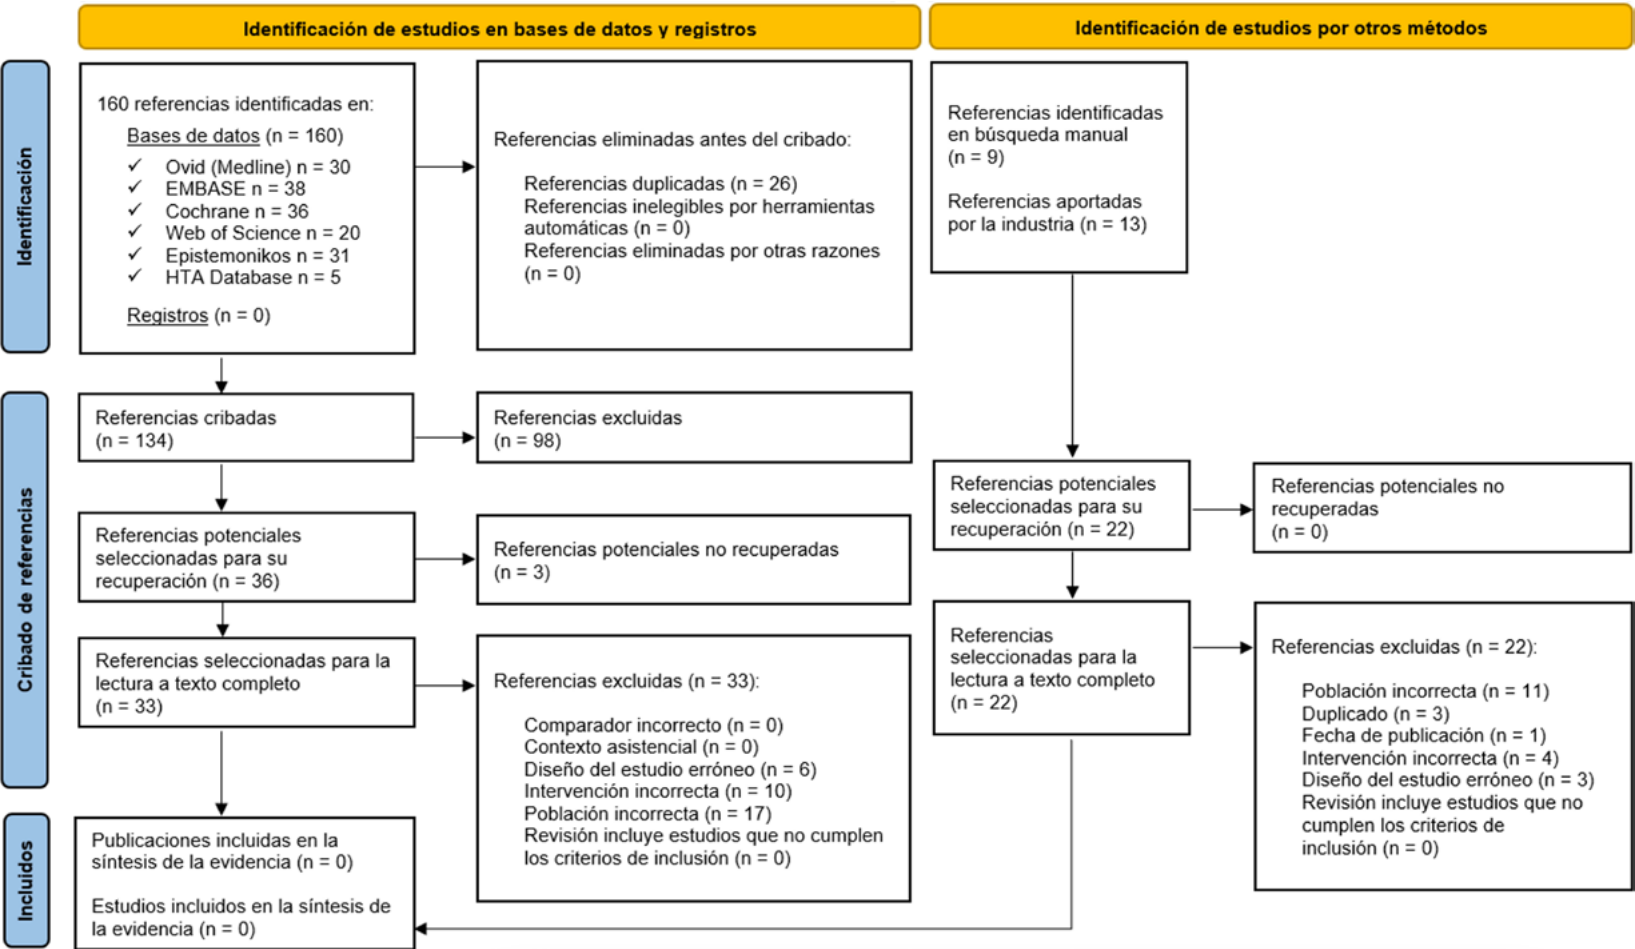 Identificación de estudios en bases de datos y registros
Identificación de estudios por otros métodos
Identificación
160 referencias identificadas en:
Bases de datos (n = 160)
✓ Ovid (Medline) n = 30
✓ EMBASE n = 38
✓ Cochrane n = 36
✓ Web of Science n = 20
✓ Epistemonikos n = 31
✓ HTA Database n = 5
Registros (n = 0)
Referencias eliminadas antes del cribado:
Referencias duplicadas (n = 26)
Referencias inelegibles por herramientas
automáticas (n = 0)
Referencias eliminadas por otras razones
(n = 0)
Referencias identificadas
en búsqueda manual
(n = 9)
Referencias aportadas
por la industria (n = 13)
Cribado de referencias
Referencias cribadas
(n = 134)
Referencias excluidas
(n = 98)
Referencias potenciales
seleccionadas para su
recuperación (n = 36)
Referencias potenciales no recuperadas
(n = 3)
Referencias potenciales
seleccionadas para su
recuperación (n = 22)
Referencias potenciales no
recuperadas
(n = 0)
Referencias seleccionadas para la
lectura a texto completo
(n = 33)
Referencias excluidas (n = 33):
Comparador incorrecto (n = 0)
Contexto asistencial (n = 0)
Diseño del estudio erróneo (n = 6)
Intervención incorrecta (n = 10)
Población incorrecta (n = 17)
Revisión incluye estudios que no cumplen
los criterios de inclusión (n = 0)
Referencias
seleccionadas para la
lectura a texto completo
(n = 22)
Referencias excluidas (n = 22):
Población incorrecta (n = 11)
Duplicado (n = 3)
Fecha de publicación (n = 1)
Intervención incorrecta (n = 4)
Diseño del estudio erróneo (n = 3)
Revisión incluye estudios que no
cumplen los criterios de
inclusión (n = 0)
Incluidos
Publicaciones incluidas en la
síntesis de la evidencia (n = 0)
Estudios incluidos en la síntesis de
la evidencia (n = 0)